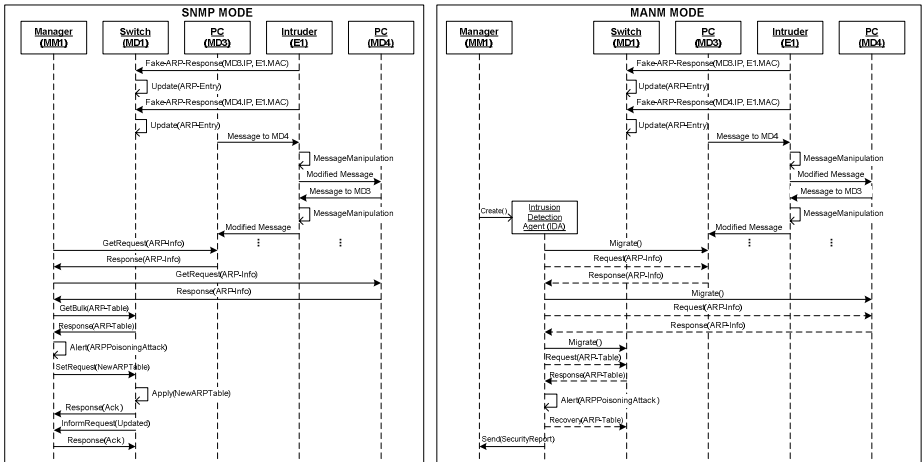 SNMP MODE
Manager
(MM1)
Switch
(MD1)
PC
(MD3)
Intruder
(E1)
PC
(MD4)
Fake-ARP-Response(MD3.IP, E1.MAC)
Update(ARP-Entry)
Fake-ARP-Response(MD4.IP, E1.MAC)
Update(ARP-Entry)
Message to MD4
MessageManipulation
Modified Message
Message to MD3
MessageManipulation
Modified Message
GetRequest(ARP-Info)
Response(ARP-Info)
GetRequest(ARP-Info)
Response(ARP-Info)
GetBulk(ARP-Table)
Response(ARP-Table)
Alert(ARPPoisoningAttack)
SetRequest(NewARPTable)
Apply(NewARPTable)
Response(Ack)
InformRequest(Updated)
Response(Ack)
MANM MODE
Manager
(MM1)
Switch
(MD1)
PC
(MD3)
Intruder
(E1)
PC
(MD4)
Fake-ARP-Response(MD3.IP, E1.MAC)
Update(ARP-Entry)
Fake-ARP-Response(MD4.IP, E1.MAC)
Update(ARP-Entry)
Message to MD4
MessageManipulation
Modified Message
Message to MD3
Create()
Intrusion
Detection
Agent (IDA)
MessageManipulation
Modified Message
Migrate()
Request(ARP-Info)
Response(ARP-Info)
Migrate()
Request(ARP-Info)
Response(ARP-Info)
Migrate()
Request(ARP-Table)
Response(ARP-Table)
Alert(ARPPoisoningAttack)
Recovery(ARP-Table)
Send(SecurityReport)